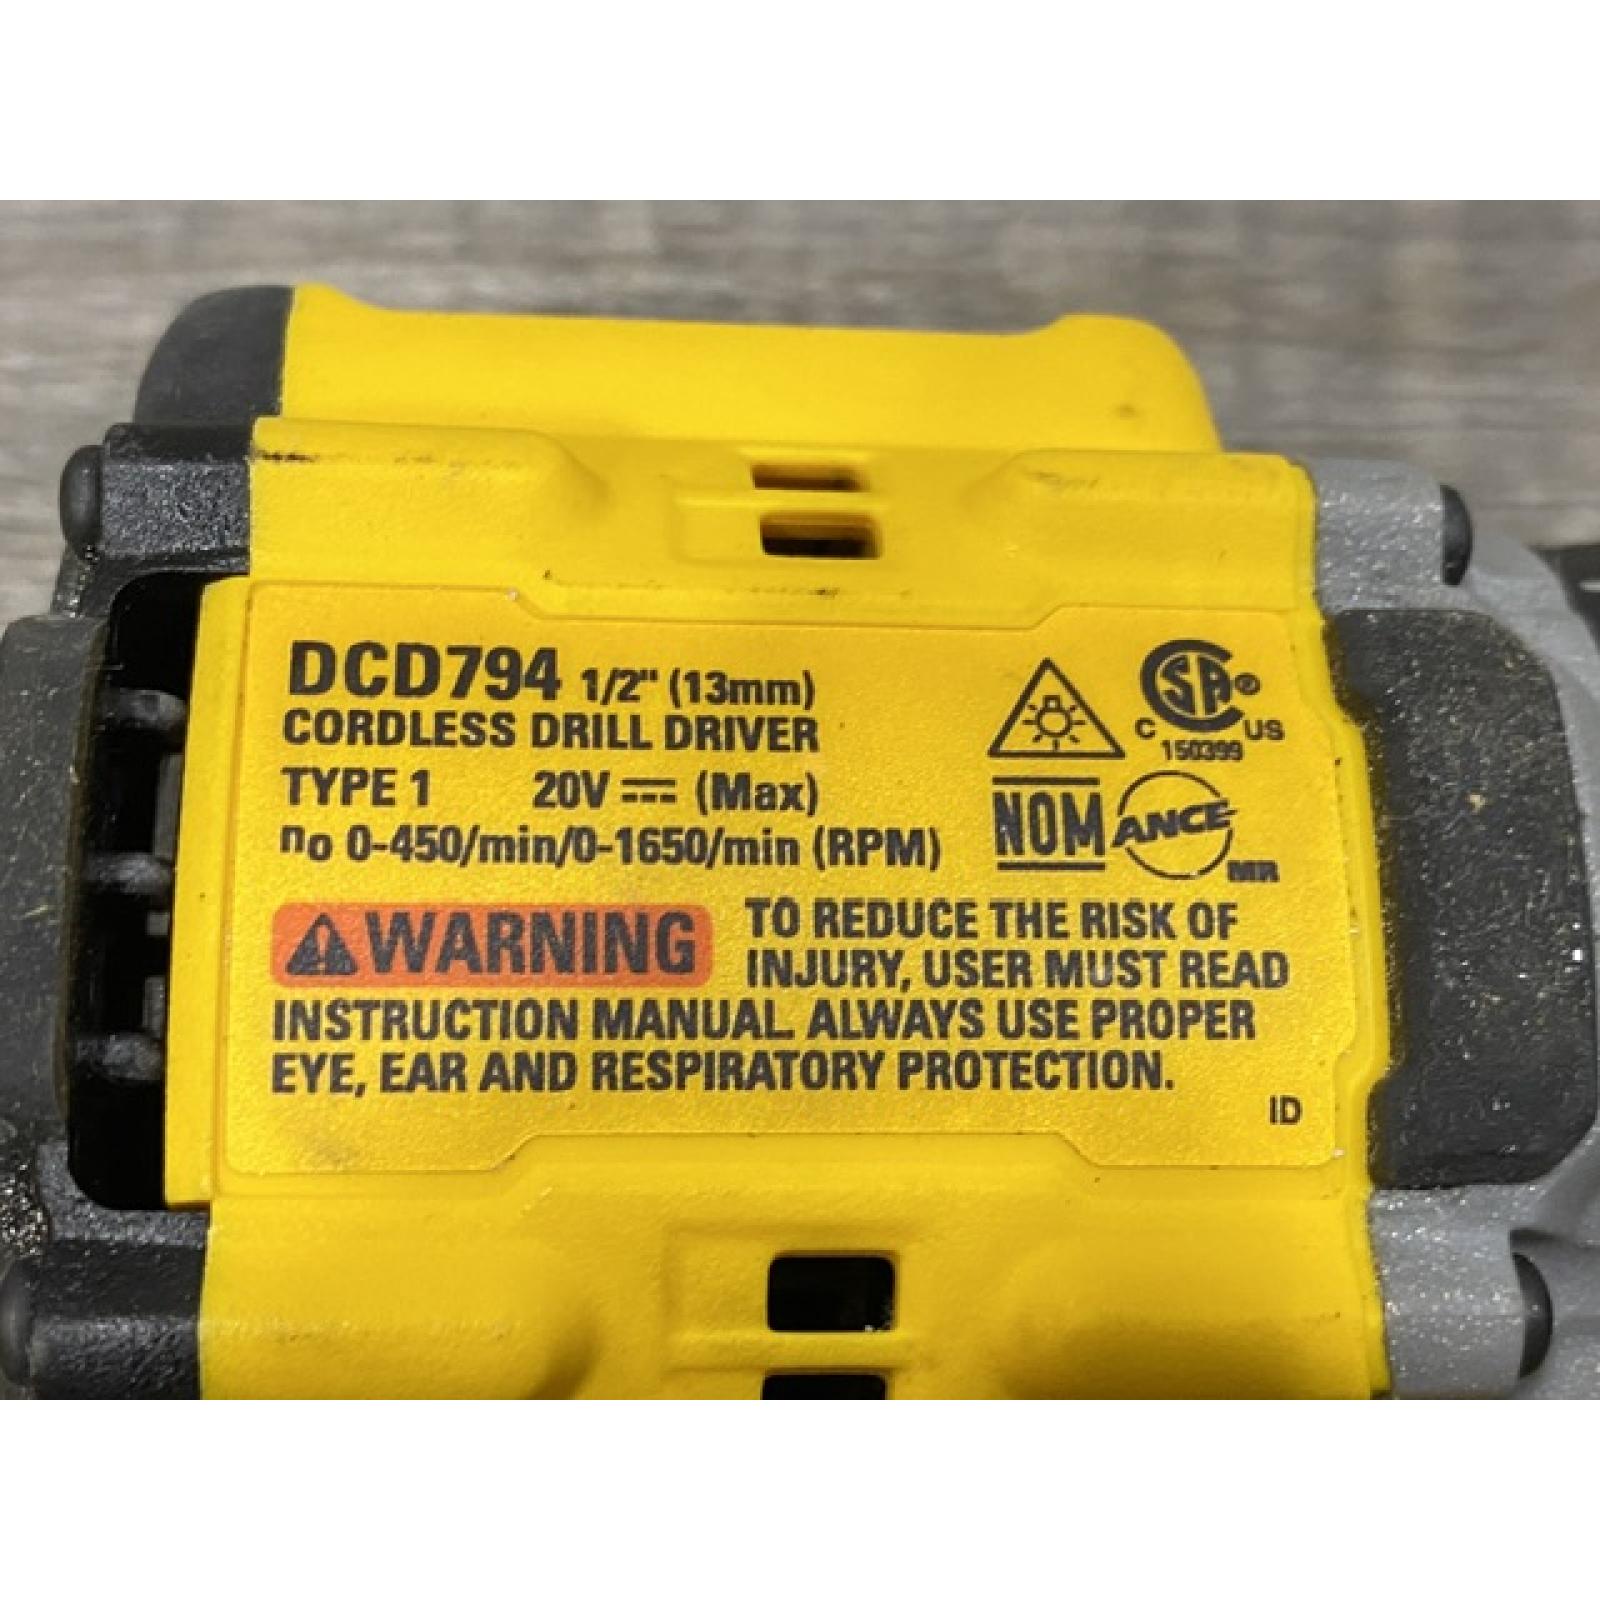 DCD794 1/2" (13mm)
CORDLESS DRILL DRIVER
TYPE 1 20V ⎓ (Max)
no 0-450/min/0-1650/min (RPM)
CSA®
C US
150399
NOM ANCE
MR
⚠WARNING TO REDUCE THE RISK OF
INJURY, USER MUST READ
INSTRUCTION MANUAL. ALWAYS USE PROPER
EYE, EAR AND RESPIRATORY PROTECTION.
ID